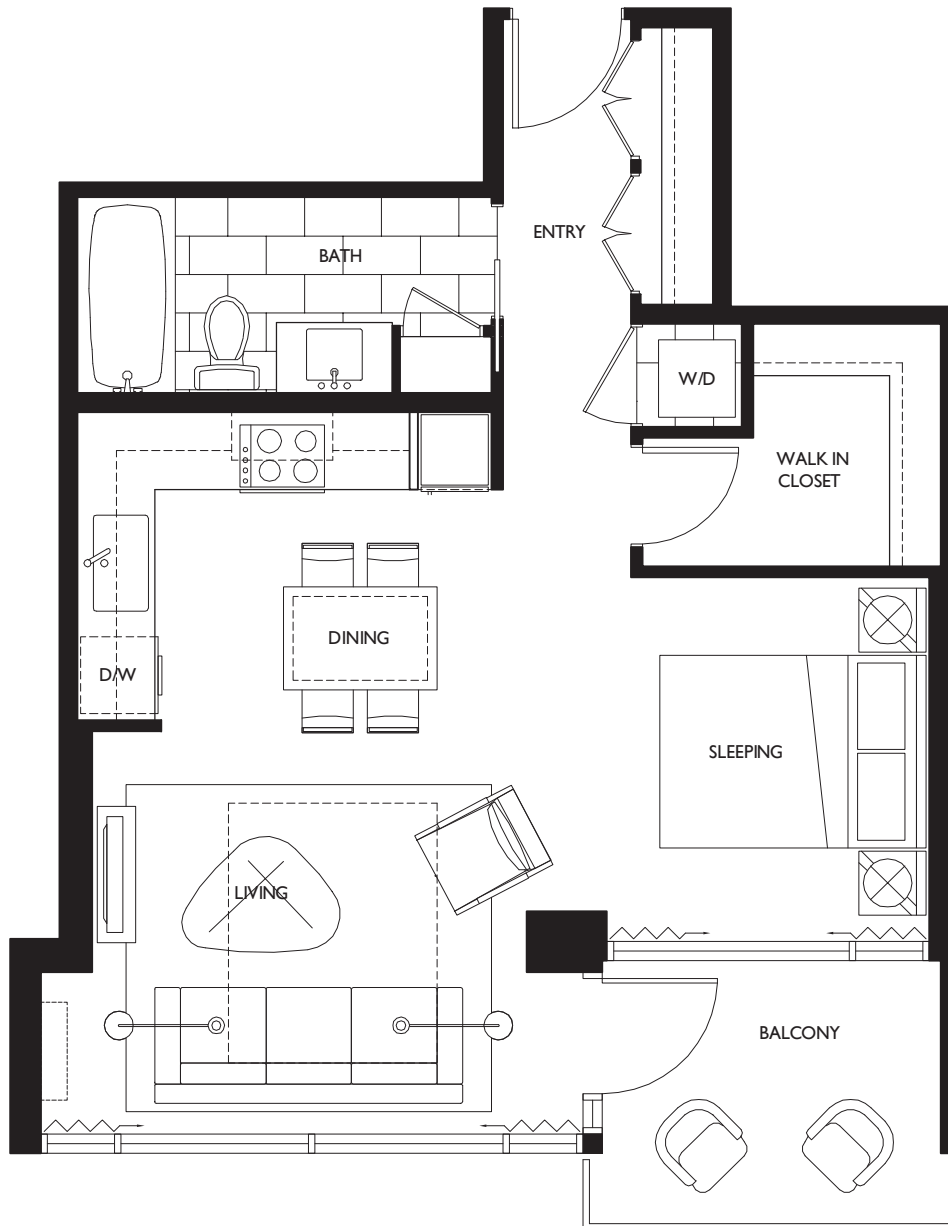 ENTRY
BATH
W/D
WALK IN
CLOSET
DINING
D/W
SLEEPING
LIVING
BALCONY